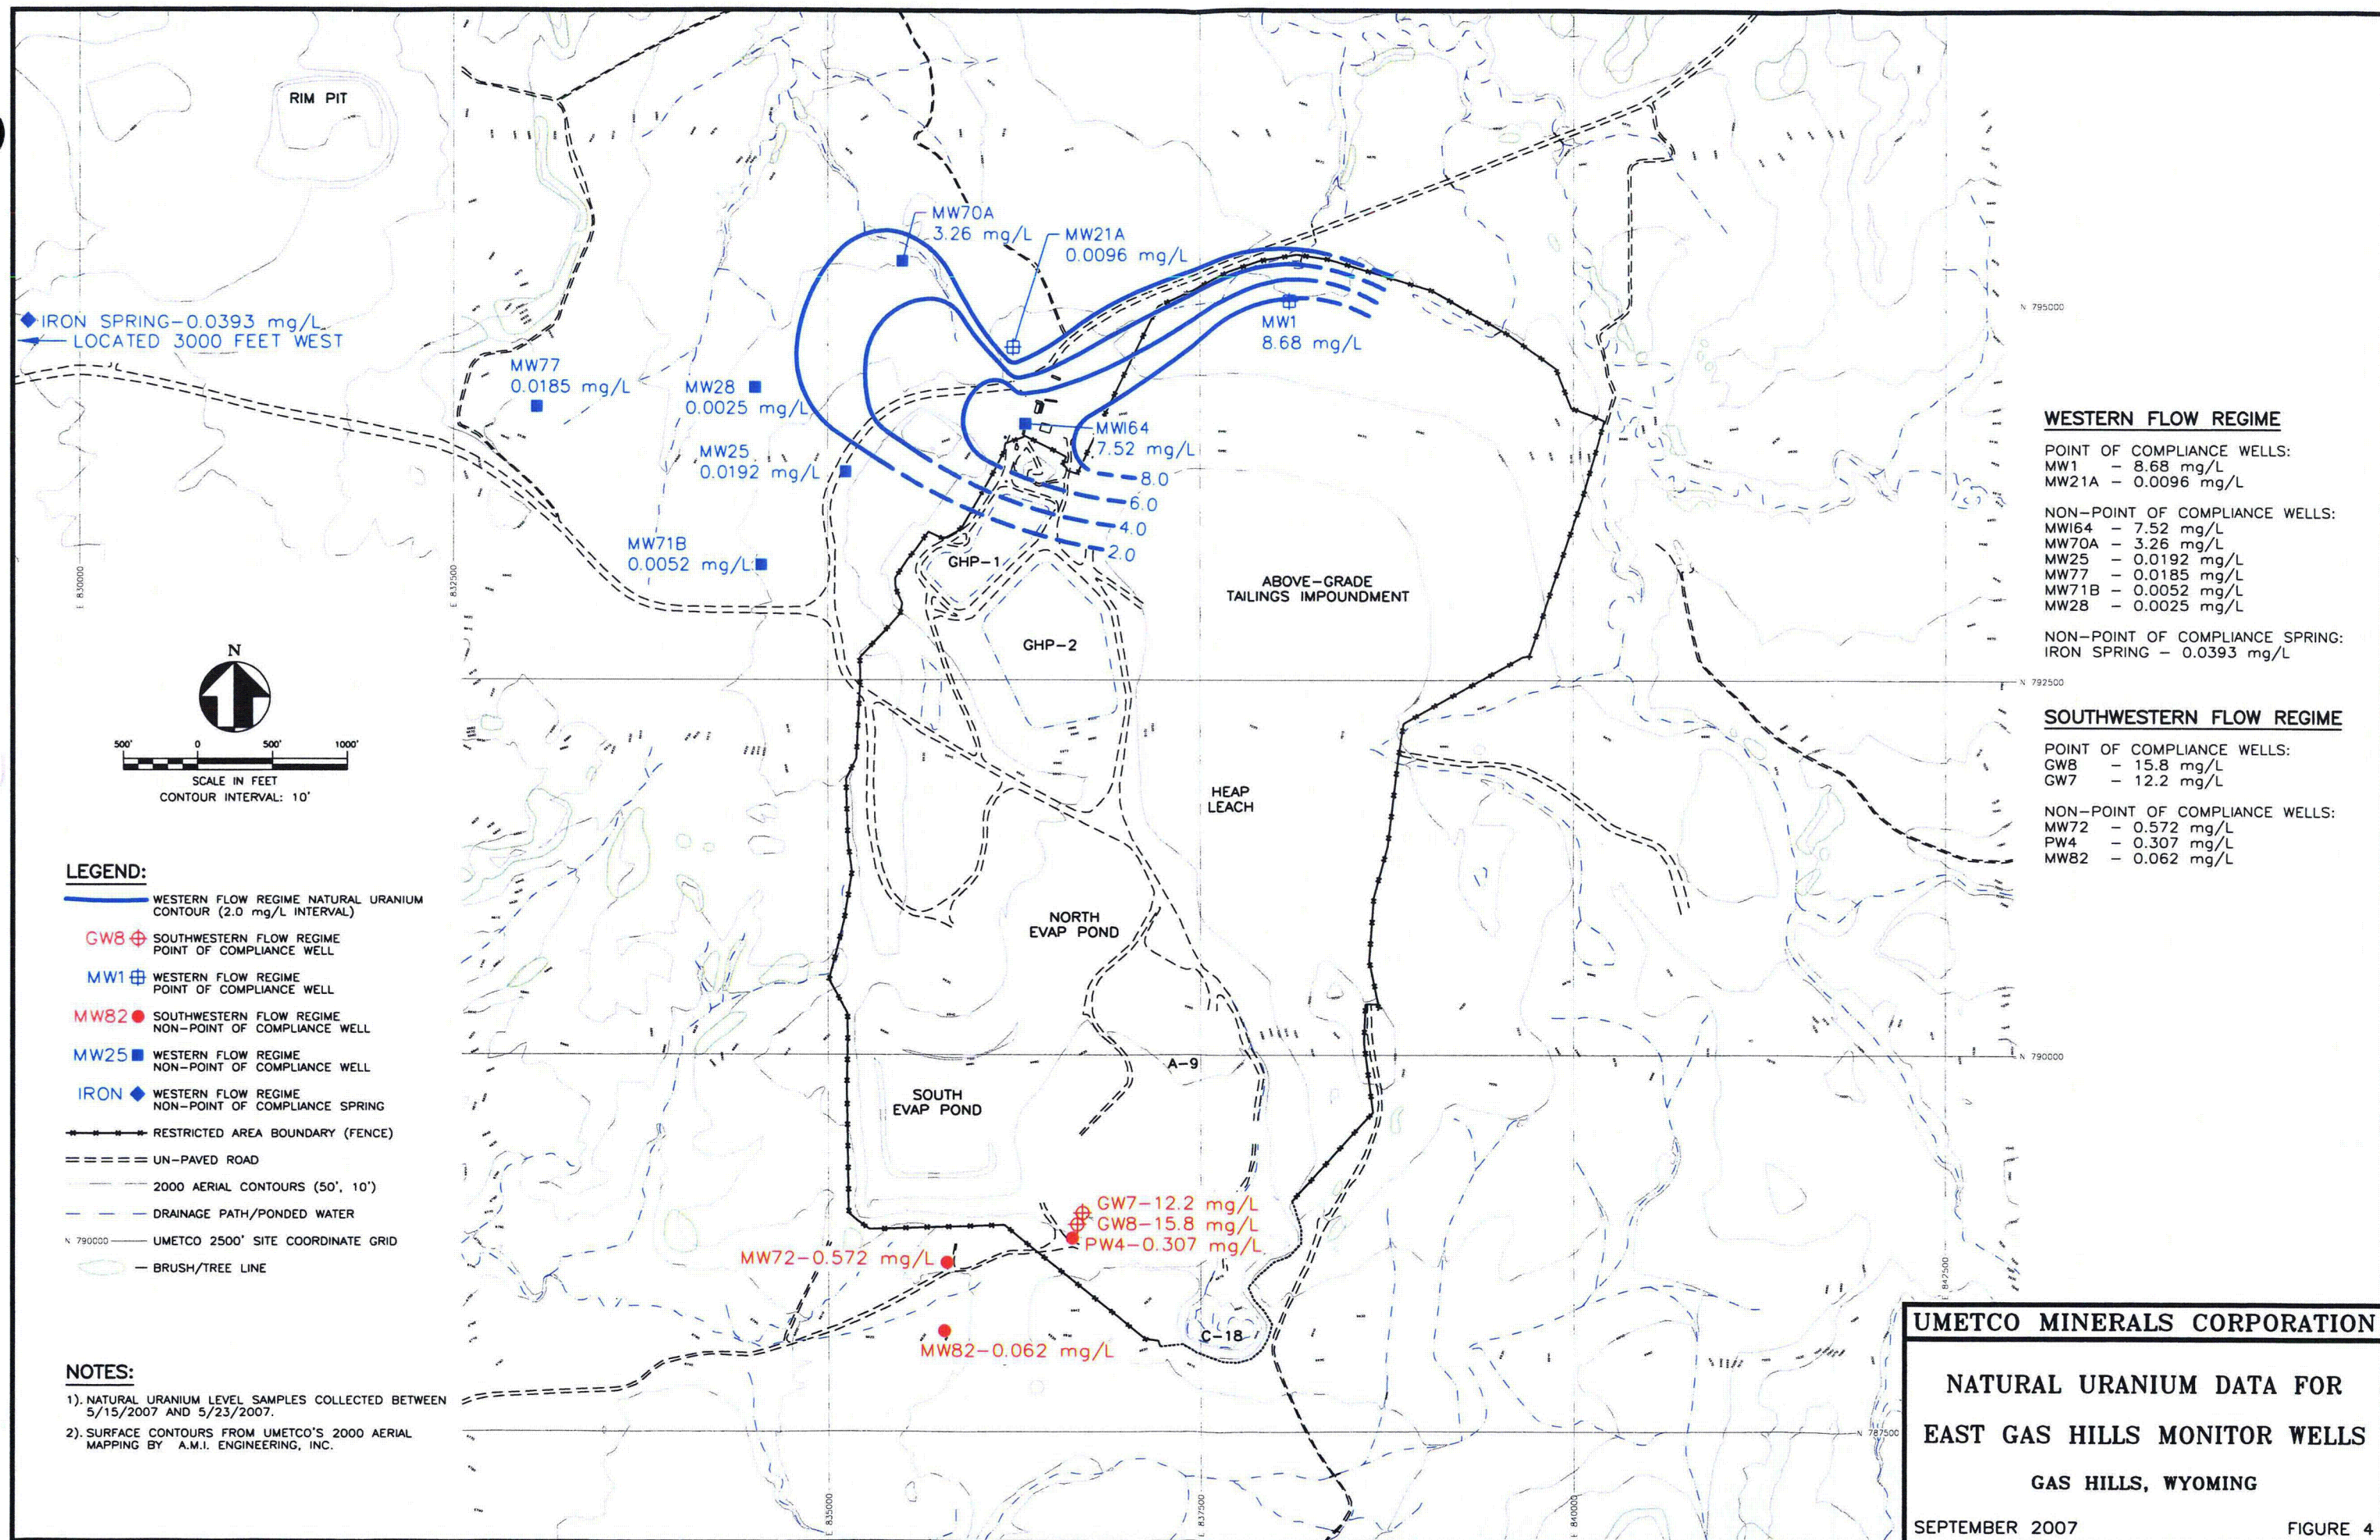 RIM PIT
MW70A
3.26 mg/L
MW21A
0.0096 mg/L
N 795000
IRON SPRING-0.0393 mg/L
LOCATED 3000 FEET WEST
MW1
8.68 mg/L
MW77
0.0185 mg/L
MW28
0.0025 mg/L
MWI64
7.52 mg/L
MW25
0.0192 mg/L
8.0
6.0
4.0
2.0
MW71B
0.0052 mg/L
GHP-1
E 830000
E 832500
ABOVE-GRADE
TAILINGS IMPOUNDMENT
GHP-2
N 792500
WESTERN FLOW REGIME
POINT OF COMPLIANCE WELLS:
MW1 - 8.68 mg/L
MW21A - 0.0096 mg/L
NON-POINT OF COMPLIANCE WELLS:
MWI64 - 7.52 mg/L
MW70A - 3.26 mg/L
MW25 - 0.0192 mg/L
MW77 - 0.0185 mg/L
MW71B - 0.0052 mg/L
MW28 - 0.0025 mg/L
NON-POINT OF COMPLIANCE SPRING:
IRON SPRING - 0.0393 mg/L
SOUTHWESTERN FLOW REGIME
POINT OF COMPLIANCE WELLS:
GW8 - 15.8 mg/L
GW7 - 12.2 mg/L
NON-POINT OF COMPLIANCE WELLS:
MW72 - 0.572 mg/L
PW4 - 0.307 mg/L
MW82 - 0.062 mg/L
N
500' 0 500' 1000'
SCALE IN FEET
CONTOUR INTERVAL: 10'
HEAP
LEACH
NORTH
EVAP POND
A-9
N 790000
SOUTH
EVAP POND
GW7-12.2 mg/L
GW8-15.8 mg/L
PW4-0.307 mg/L
MW72-0.572 mg/L
MW82-0.062 mg/L
C-18
E 847500
N 787500
E 835000
E 837500
E 840000
LEGEND:
WESTERN FLOW REGIME NATURAL URANIUM
CONTOUR (2.0 mg/L INTERVAL)
GW8 SOUTHWESTERN FLOW REGIME
POINT OF COMPLIANCE WELL
MW1 WESTERN FLOW REGIME
POINT OF COMPLIANCE WELL
MW82 SOUTHWESTERN FLOW REGIME
NON-POINT OF COMPLIANCE WELL
MW25 WESTERN FLOW REGIME
NON-POINT OF COMPLIANCE WELL
IRON WESTERN FLOW REGIME
NON-POINT OF COMPLIANCE SPRING
RESTRICTED AREA BOUNDARY (FENCE)
UN-PAVED ROAD
2000 AERIAL CONTOURS (50', 10')
DRAINAGE PATH/PONDED WATER
N 790000 UMETCO 2500' SITE COORDINATE GRID
BRUSH/TREE LINE
NOTES:
1). NATURAL URANIUM LEVEL SAMPLES COLLECTED BETWEEN
5/15/2007 AND 5/23/2007.
2). SURFACE CONTOURS FROM UMETCO'S 2000 AERIAL
MAPPING BY A.M.I. ENGINEERING, INC.
UMETCO MINERALS CORPORATION
NATURAL URANIUM DATA FOR
EAST GAS HILLS MONITOR WELLS
GAS HILLS, WYOMING
SEPTEMBER 2007 FIGURE 4